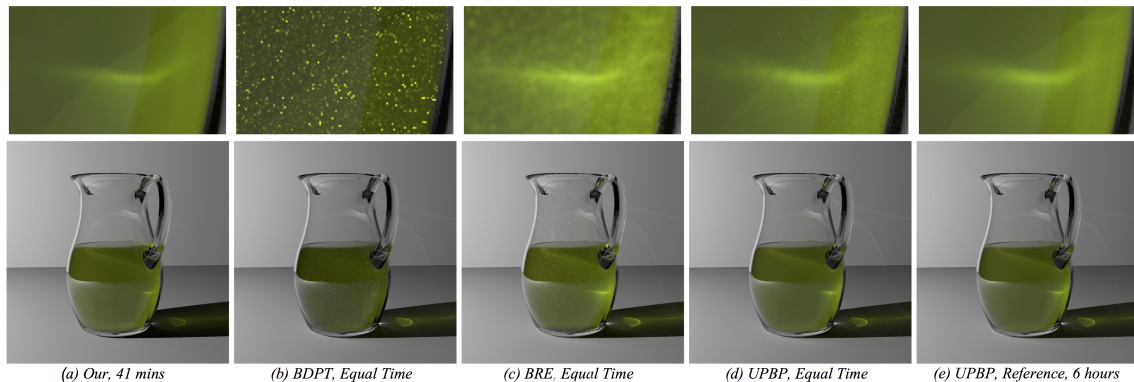 (a) Our, 41 mins
(b) BDPT, Equal Time
(c) BRE, Equal Time
(d) UPBP, Equal Time
(e) UPBP, Reference, 6 hours